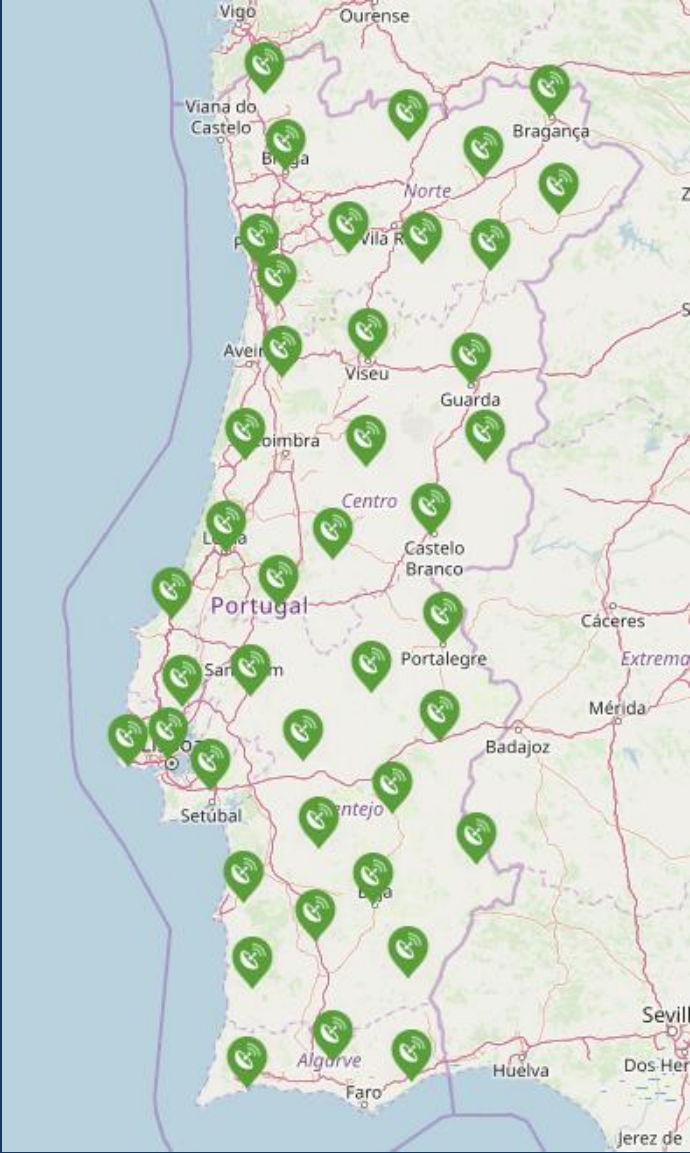 Vigo
Ourense
Viana do
Castelo
Bragança
Norte
Viseu
Guarda
Centro
Castelo
Branco
Portugal
Cáceres
Portalegre
Extrema
Mérida
Badajoz
Setúbal
Algarve
Faro
Huelva
Sevill
Dos Her
Jerez de